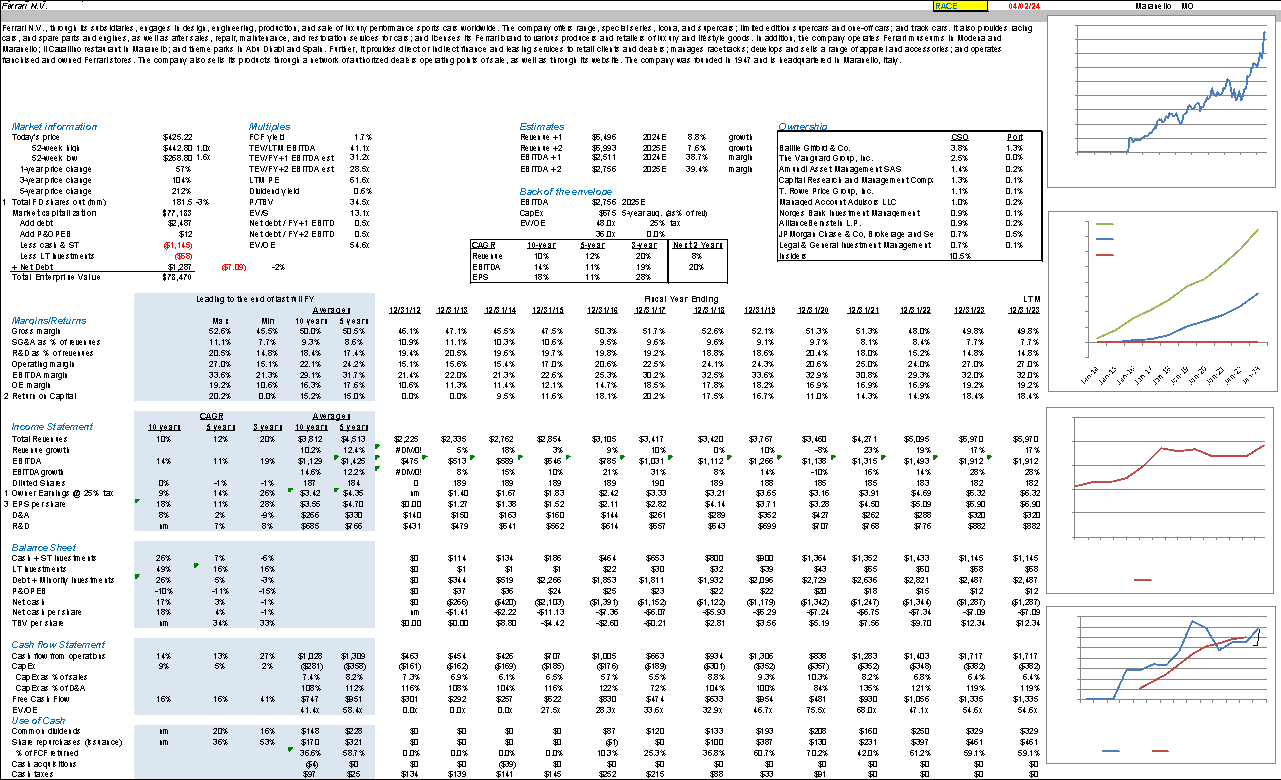 Ferrari N.V. RACE 04/02/24 Maranello MO
Ferrari N.V., through its subsidiaries, engages in design, engineering, production, and sale of luxury performance sports cars worldwide. The company offers range, special series, Icona, and supercars; limited edition supercars and one-off cars; and track cars. It also provides racing
cars, and spare parts and engines, as well as after sales, repair, maintenance, and restoration services for cars; and licenses its Ferrari brand to various producers and retailers of luxury and lifestyle goods. In addition, the company operates Ferrari museums in Modena and
Maranello; Il Cavallino restaurant in Maranello; and theme parks in Abu Dhabi and Spain. Further, it provides direct or indirect finance and leasing services to retail clients and dealers; manages racetracks; develops and sells a range of apparel and accessories; and operates
franchised and owned Ferrari stores. The company also sells its products through a network of authorized dealers operating points of sale, as well as through its website. The company was founded in 1947 and is headquartered in Maranello, Italy.
Market information
Today's price $425.22
52-week high $442.80 1.0x
52-week low $268.80 1.6x
1-year price change 57%
3-year price change 104%
5-year price change 212%
1 Total FD shares out (mm) 181.5 -3%
Market capitalization $77,183
Add debt $2,487
Add P&OPEB $12
Less cash & ST ($1,145)
Less LT Investments ($58)
+ Net Debt $1,287 ($7.09) -2%
Total Enterprise Value $78,470
Multiples
FCF yield 1.7%
TEV/LTM EBITDA 41.1x
TEV/FY+1 EBITDA est 31.2x
TEV/FY+2 EBITDA est 28.5x
LTM PE 61.6x
Dividend yield 0.6%
P/TBV 34.5x
EV/S 13.1x
Net debt / FY+1 EBITD 0.5x
Net debt / FY+2 EBITD 0.5x
EV/OE 54.6x
Estimates
Revenue +1 $6,496 2024E 8.8% growth
Revenue +2 $6,993 2025E 7.6% growth
EBITDA +1 $2,511 2024E 38.7% margin
EBITDA +2 $2,756 2025E 39.4% margin
Back of the envelope
EBITDA $2,756 2025E
CapEx $575 5-year avg. (as % of rev)
EV/OE 48.0x 25% tax
36.0x 0.0%
CAGR 10-year 5-year 3-year Next 2 Years
Revenue 10% 12% 20% 8%
EBITDA 14% 11% 19% 20%
EPS 18% 11% 28%
Ownership
CSO Port
Baillie Gifford & Co. 3.8% 1.3%
The Vanguard Group, Inc. 2.5% 0.0%
Amundi Asset Management SAS 1.4% 0.2%
Capital Research and Management Comp 1.3% 0.1%
T. Rowe Price Group, Inc. 1.1% 0.1%
Managed Account Advisors LLC 1.0% 0.2%
Norges Bank Investment Management 0.9% 0.1%
AllianceBernstein L.P. 0.9% 0.2%
JP Morgan Chase & Co, Brokerage and Se 0.7% 0.5%
Legal & General Investment Management 0.7% 0.1%
Insiders 10.5%
Leading to the end of last full FY Fiscal Year Ending LTM
Averages
Max Min 10 years 5 years 12/31/12 12/31/13 12/31/14 12/31/15 12/31/16 12/31/17 12/31/18 12/31/19 12/31/20 12/31/21 12/31/22 12/31/23 12/31/23
Margins/Returns
Gross margin 52.6% 45.5% 50.0% 50.5% 46.1% 47.1% 45.5% 47.5% 50.3% 51.7% 52.6% 52.1% 51.3% 51.3% 48.0% 49.8% 49.8%
SG&A as % of revenues 11.1% 7.7% 9.3% 8.6% 10.9% 11.1% 10.3% 10.6% 9.5% 9.6% 9.6% 9.1% 9.7% 8.1% 8.4% 7.7% 7.7%
R&D as % of revenues 20.5% 14.8% 18.4% 17.4% 19.4% 20.5% 19.6% 19.7% 19.8% 19.2% 18.8% 18.6% 20.4% 18.0% 15.2% 14.8% 14.8%
Operating margin 27.0% 15.1% 22.1% 24.2% 15.1% 15.6% 15.4% 17.0% 20.6% 22.5% 24.1% 24.3% 20.6% 25.0% 24.0% 27.0% 27.0%
EBITDA margin 33.6% 21.3% 29.1% 31.7% 21.4% 22.0% 21.3% 22.6% 25.3% 30.2% 32.5% 33.6% 32.9% 30.8% 29.3% 32.0% 32.0%
OE margin 19.2% 10.6% 16.3% 17.6% 10.6% 11.3% 11.4% 12.1% 14.7% 18.5% 17.8% 18.2% 16.9% 16.9% 16.9% 19.2% 19.2%
2 Return on Capital 20.2% 0.0% 15.2% 15.0% 0.0% 0.0% 9.5% 11.6% 18.1% 20.2% 17.5% 16.7% 11.0% 14.3% 14.9% 18.4% 18.4%
CAGR Averages
Income Statement 10 years 5 years 3 years 10 years 5 years
Total Revenues 10% 12% 20% $3,812 $4,513 $2,225 $2,335 $2,762 $2,854 $3,105 $3,417 $3,420 $3,767 $3,460 $4,271 $5,095 $5,970 $5,970
Revenue growth 10.2% 12.4% #DIV/0! 5% 18% 3% 9% 10% 0% 10% -8% 23% 19% 17% 17%
EBITDA 14% 11% 19% $1,129 $1,425 $475 $513 $589 $646 $785 $1,031 $1,112 $1,266 $1,138 $1,315 $1,493 $1,912 $1,912
EBITDA growth 14.6% 12.2% #DIV/0! 8% 15% 10% 21% 31% 8% 14% -10% 16% 14% 28% 0%
Diluted Shares 0% -1% -1% 187 184 0 189 189 189 189 190 189 188 185 185 183 182 182
1 Owner Earnings @ 25% tax 9% 14% 26% $3.42 $4.35 nm $1.40 $1.67 $1.83 $2.42 $3.33 $3.21 $3.65 $3.16 $3.91 $4.69 $6.32 $6.32
3 EPS per share 18% 11% 28% $3.55 $4.70 $0.00 $1.27 $1.38 $1.52 $2.11 $2.82 $4.14 $3.71 $3.28 $4.50 $5.09 $6.90 $6.90
D&A 8% 2% -9% $266 $330 $140 $150 $163 $160 $144 $261 $289 $352 $427 $262 $288 $320 $320
R&D nm 7% 8% $685 $766 $431 $479 $541 $562 $614 $657 $643 $699 $707 $768 $776 $882 $882
Balance Sheet
Cash + ST Investments 26% 7% -6% $0 $114 $134 $186 $464 $653 $800 $900 $1,364 $1,352 $1,433 $1,145 $1,145
LT Investments 49% 16% 16% $0 $1 $1 $1 $22 $30 $32 $39 $43 $55 $60 $58 $58
Debt + Minority Investments 26% 5% -3% $0 $344 $519 $2,266 $1,853 $1,811 $1,932 $2,096 $2,729 $2,636 $2,821 $2,487 $2,487
P&OPEB -10% -11% -15% $0 $37 $36 $24 $25 $23 $22 $22 $20 $18 $15 $12 $12
Net cash 17% 3% -1% $0 ($266) ($420) ($2,103) ($1,391) ($1,152) ($1,122) ($1,179) ($1,342) ($1,247) ($1,344) ($1,287) ($1,287)
Net cash per share 18% 4% -1% nm -$1.41 -$2.22 -$11.13 -$7.36 -$6.07 -$5.93 -$6.29 -$7.24 -$6.75 -$7.34 -$7.09 -$7.09
TBV per share nm 34% 33% $0.00 $0.00 $8.80 -$4.42 -$2.60 -$0.21 $2.81 $3.56 $5.19 $7.56 $9.70 $12.34 $12.34
Cash flow Statement
Cash flow from operations 14% 13% 27% $1,028 $1,309 $463 $454 $426 $707 $1,005 $663 $934 $1,306 $838 $1,283 $1,403 $1,717 $1,717
CapEx 9% 5% 2% ($281) ($358) ($161) ($162) ($169) ($185) ($176) ($189) ($301) ($352) ($357) ($352) ($348) ($382) ($382)
CapEx as % of sales 7.4% 8.2% 7.3% 6.9% 6.1% 6.5% 5.7% 5.5% 8.8% 9.3% 10.3% 8.2% 6.8% 6.4% 6.4%
CapEx as % of D&A 108% 112% 116% 108% 104% 116% 122% 72% 104% 100% 84% 135% 121% 119% 119%
Free Cash Flow 16% 16% 41% $747 $951 $301 $292 $257 $522 $830 $474 $633 $954 $481 $930 $1,056 $1,335 $1,335
EV/OE 41.4x 58.4x 0.0x 0.0x 0.0x 27.5x 28.3x 33.6x 32.9x 46.7x 75.5x 68.0x 47.1x 54.6x 54.6x
Use of Cash
Common dividends nm 20% 16% $148 $228 $0 $0 $0 $0 $87 $120 $133 $193 $208 $160 $250 $329 $329
Share repurchases (Issuance) nm 36% 53% $170 $321 $0 $0 $0 $0 ($1) $0 $100 $387 $130 $231 $397 $461 $461
% of FCF returned 36.6% 58.7% 0.0% 0.0% 0.0% 0.0% 10.3% 25.3% 36.8% 60.7% 70.2% 42.0% 61.2% 59.1% 59.1%
Cash acquisitions ($4) $0 $0 $0 ($39) $0 $0 $0 $0 $0 $0 $0 $0 $0 $0
Cash taxes $97 $25 $134 $139 $141 $145 $252 $215 $88 $33 $91 $0 $0 $0 $0
Jan-14 Jan-15 Jan-16 Jan-17 Jan-18 Jan-19 Jan-20 Jan-21 Jan-22 Jan-23 Jan-24